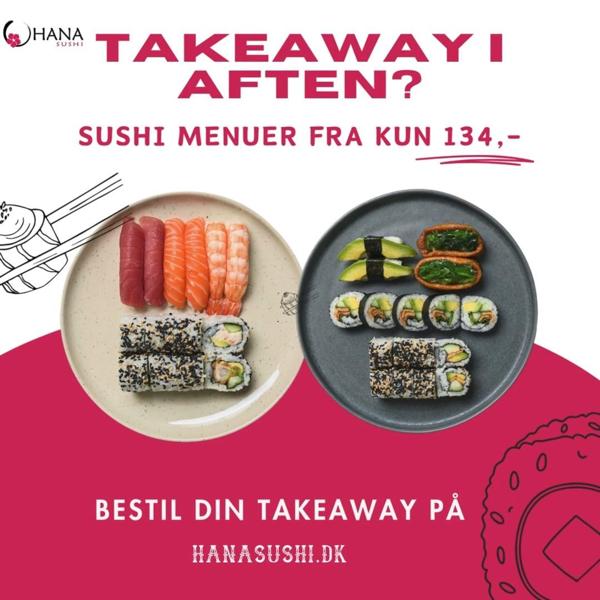 HANA
SUSHI
TAKEAWAY I
AFTEN?
SUSHI MENUER FRA KUN 134,-
BESTIL DIN TAKEAWAY PÅ
HANASUSHI.DK